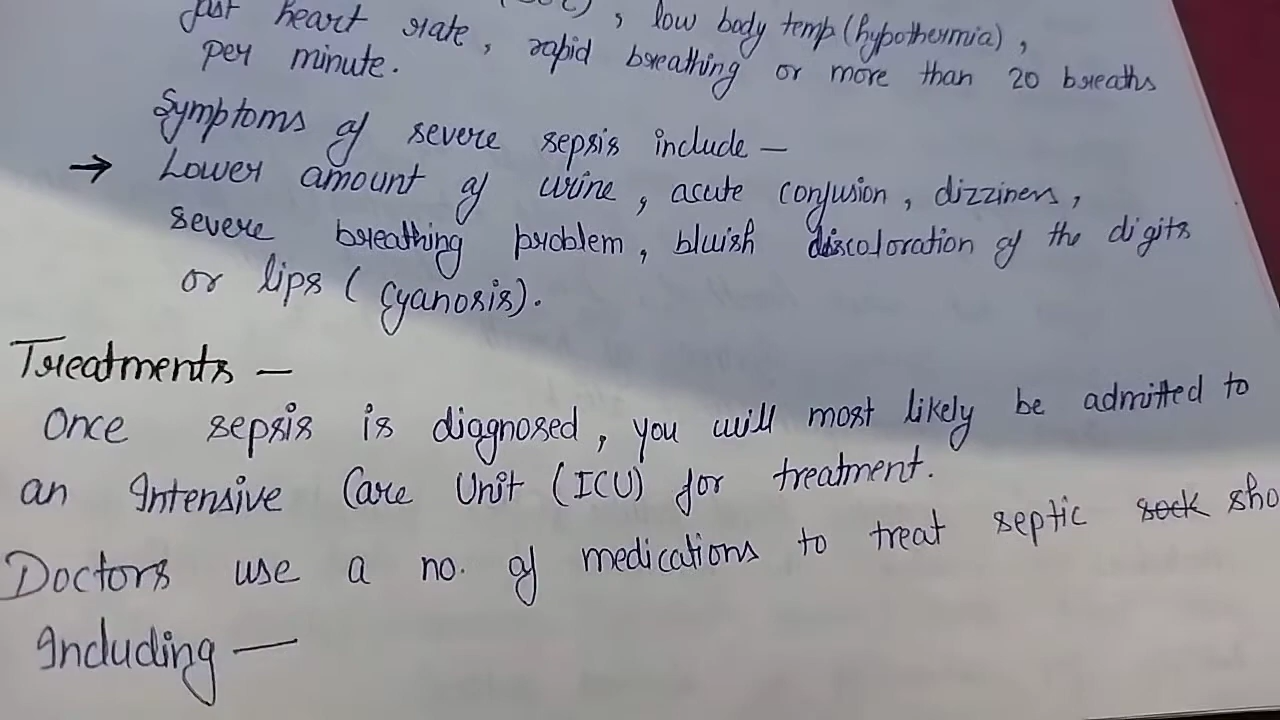 fast heart rate, low body temp (hypothermia),
per minute. rapid breathing or more than 20 breaths
Symptoms of severe sepsis include —
→ Lower amount of urine, acute confusion, dizziness,
severe breathing problem, bluish discoloration of the digits
or lips (Cyanosis).
Treatments —
Once sepsis is diagnosed, you will most likely be admitted to
an Intensive Care Unit (ICU) for treatment.
Doctors use a no. of medications to treat septic sock sho
Including —